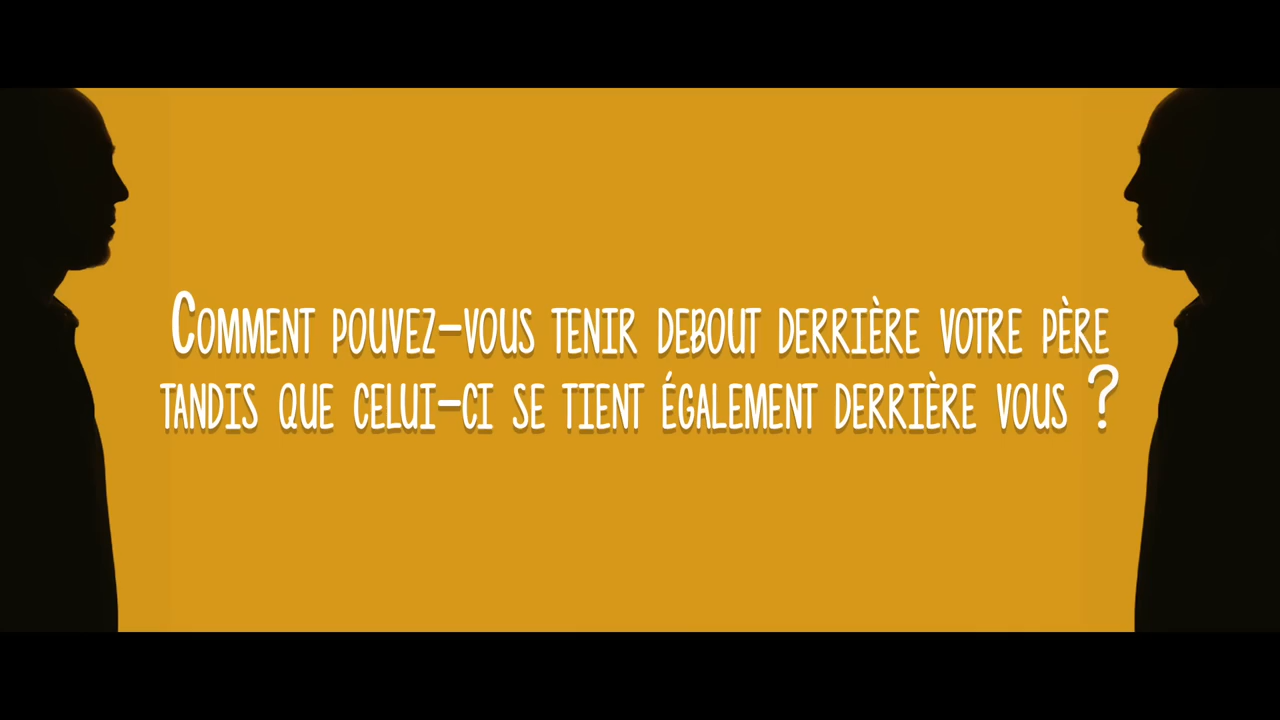 Comment pouvez-vous tenir debout derrière votre père
tandis que celui-ci se tient également derrière vous ?